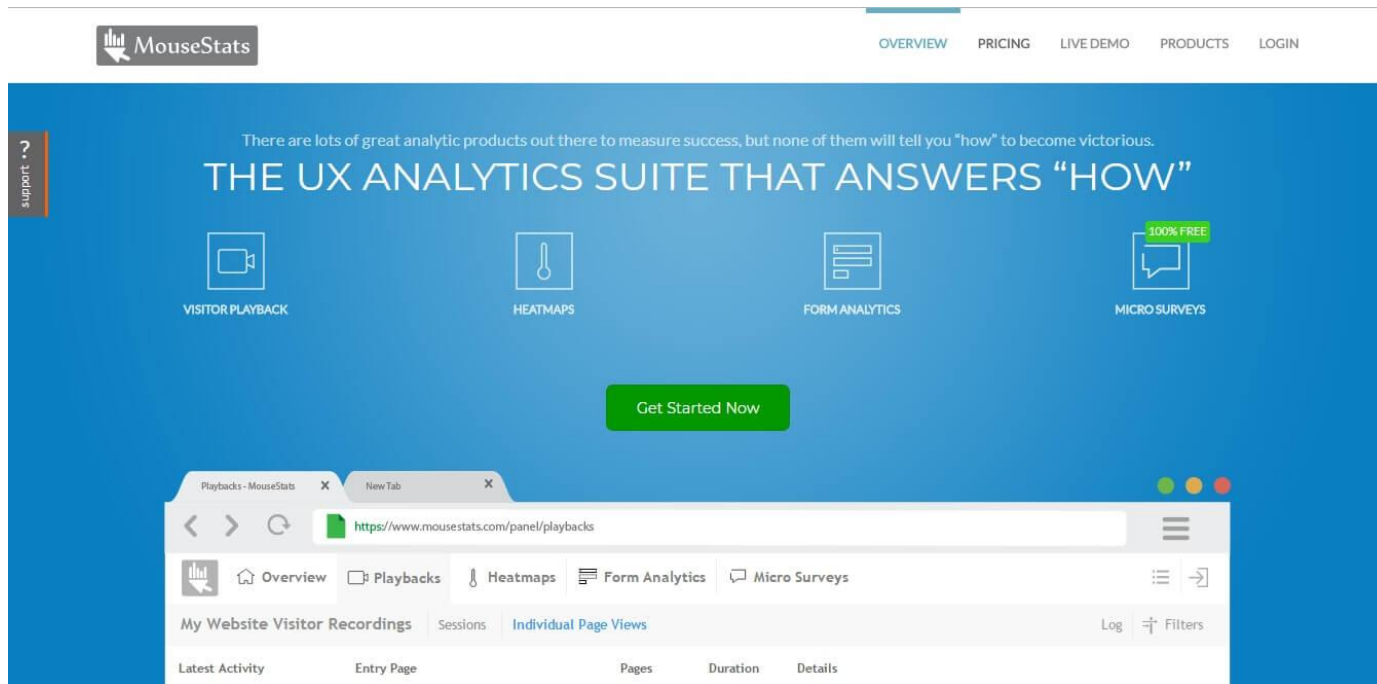 MouseStats
OVERVIEW PRICING LIVE DEMO PRODUCTS LOGIN
? support
There are lots of great analytic products out there to measure success, but none of them will tell you “how” to become victorious.
THE UX ANALYTICS SUITE THAT ANSWERS “HOW”
100% FREE
VISITOR PLAYBACK HEATMAPS FORM ANALYTICS MICRO SURVEYS
Get Started Now
Playbacks - MouseStats X New Tab X
https://www.mousestats.com/panel/playbacks
Overview Playbacks Heatmaps Form Analytics Micro Surveys
My Website Visitor Recordings Sessions Individual Page Views Log Filters
Latest Activity Entry Page Pages Duration Details